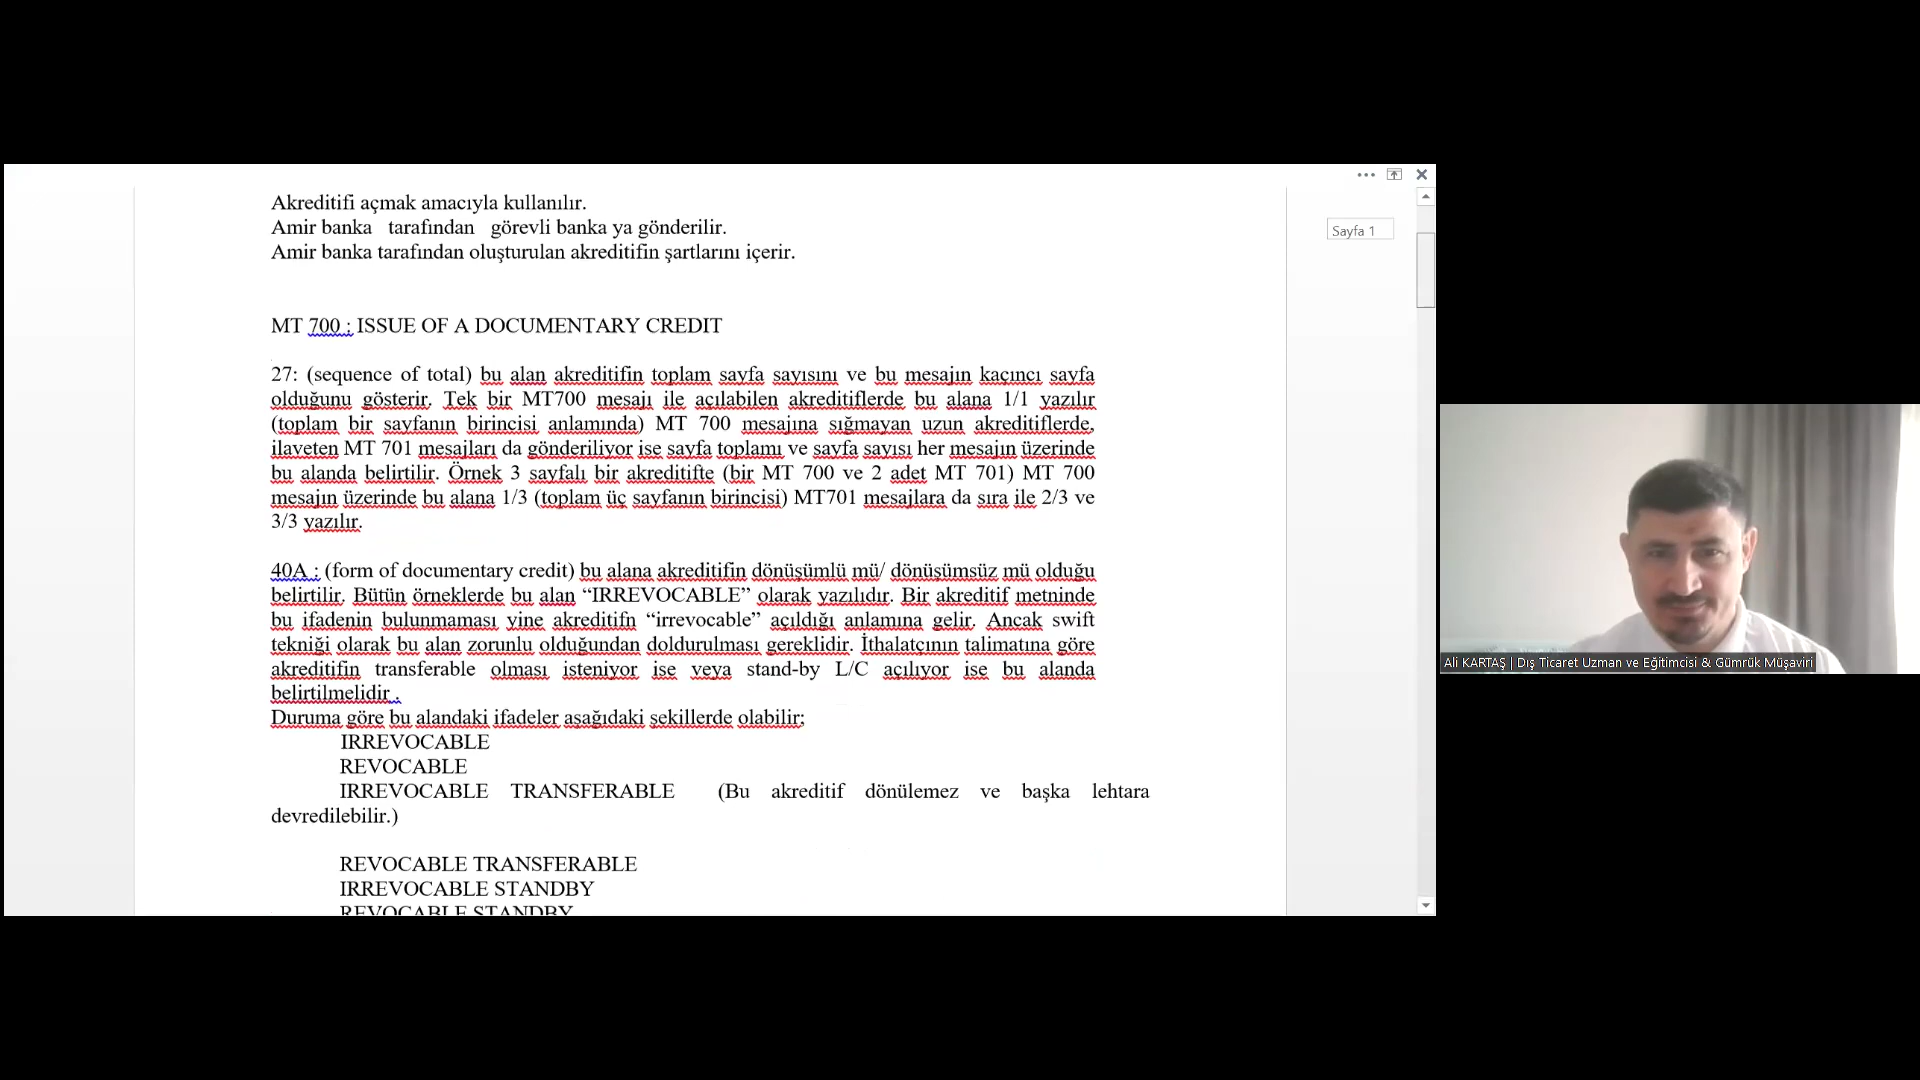 Akreditifi açmak amacıyla kullanılır.
Amir banka tarafından görevli banka ya gönderilir.
Amir banka tarafından oluşturulan akreditifin şartlarını içerir.
Sayfa 1
MT 700 : ISSUE OF A DOCUMENTARY CREDIT
27: (sequence of total) bu alan akreditifin toplam sayfa sayısını ve bu mesajın kaçıncı sayfa
olduğunu gösterir. Tek bir MT700 mesajı ile açılabilen akreditiflerde bu alana 1/1 yazılır
(toplam bir sayfanın birincisi anlamında) MT 700 mesajına sığmayan uzun akreditiflerde,
ilaveten MT 701 mesajları da gönderiliyor ise sayfa toplamı ve sayfa sayısı her mesajın üzerinde
bu alanda belirtilir. Örnek 3 sayfalı bir akreditifte (bir MT 700 ve 2 adet MT 701) MT 700
mesajın üzerinde bu alana 1/3 (toplam üç sayfanın birincisi) MT701 mesajlara da sıra ile 2/3 ve
3/3 yazılır.
40A : (form of documentary credit) bu alana akreditifin dönüşümlü mü/ dönüşümsüz mü olduğu
belirtilir. Bütün örneklerde bu alan “IRREVOCABLE” olarak yazılıdır. Bir akreditif metninde
bu ifadenin bulunmaması yine akreditifn “irrevocable” açıldığı anlamına gelir. Ancak swift
tekniği olarak bu alan zorunlu olduğundan doldurulması gereklidir. İthalatçının talimatına göre
akreditifin transferable olması isteniyor ise veya stand-by L/C açılıyor ise bu alanda
belirtilmelidir .
Duruma göre bu alandaki ifadeler aşağıdaki şekillerde olabilir;
IRREVOCABLE
REVOCABLE
IRREVOCABLE TRANSFERABLE (Bu akreditif dönülemez ve başka lehtara
devredilebilir.)
REVOCABLE TRANSFERABLE
IRREVOCABLE STANDBY
REVOCABLE STANDBY
Ali KARTAŞ | Dış Ticaret Uzman ve Eğitimcisi & Gümrük Müşaviri